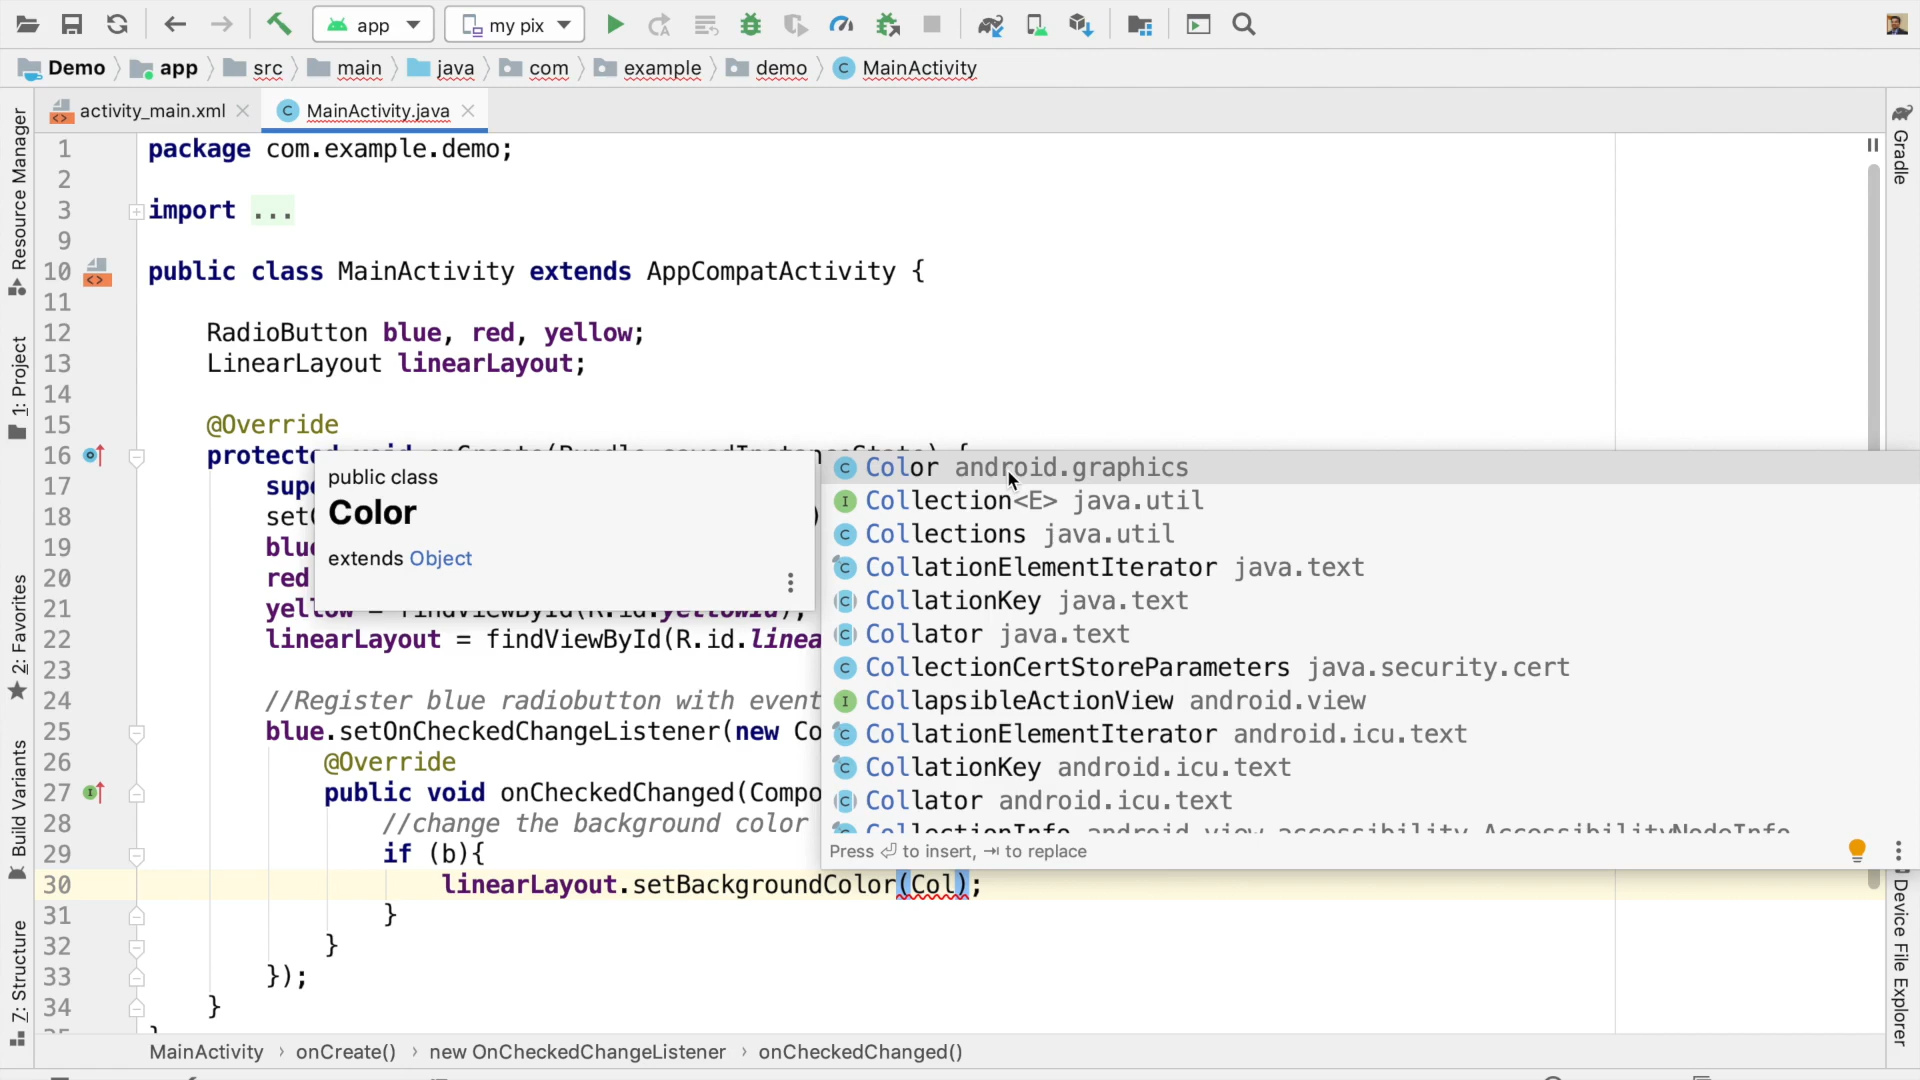 app
my pix
Demo
app
src
main
java
com
example
demo
MainActivity
activity_main.xml
MainActivity.java
Resource Manager
1: Project
2: Favorites
Build Variants
7: Structure
Gradle
Device File Explorer
1 package com.example.demo;
2
3 import ...
9
10 public class MainActivity extends AppCompatActivity {
11
12 RadioButton blue, red, yellow;
13 LinearLayout linearLayout;
14
15 @Override
16
17
18
19
20 red
21
22 linearLayout = findViewById(R.id.linea
23
24 //Register blue radiobutton with event
25 blue.setOnCheckedChangeListener(new Co
26 @Override
27 public void onCheckedChanged(Compo
28 //change the background color
29 if (b){
30 linearLayout.setBackgroundColor(Col);
31 }
32 }
33 });
34 }
public class
Color
extends Object
Color android.graphics
Collection<E> java.util
Collections java.util
CollationElementIterator java.text
CollationKey java.text
Collator java.text
CollectionCertStoreParameters java.security.cert
CollapsibleActionView android.view
CollationElementIterator android.icu.text
CollationKey android.icu.text
Collator android.icu.text
CollectionInfo android.view.accessibility.AccessibilityNodeInfo
Press ⏎ to insert, ⇥ to replace
MainActivity › onCreate() › new OnCheckedChangeListener › onCheckedChanged()